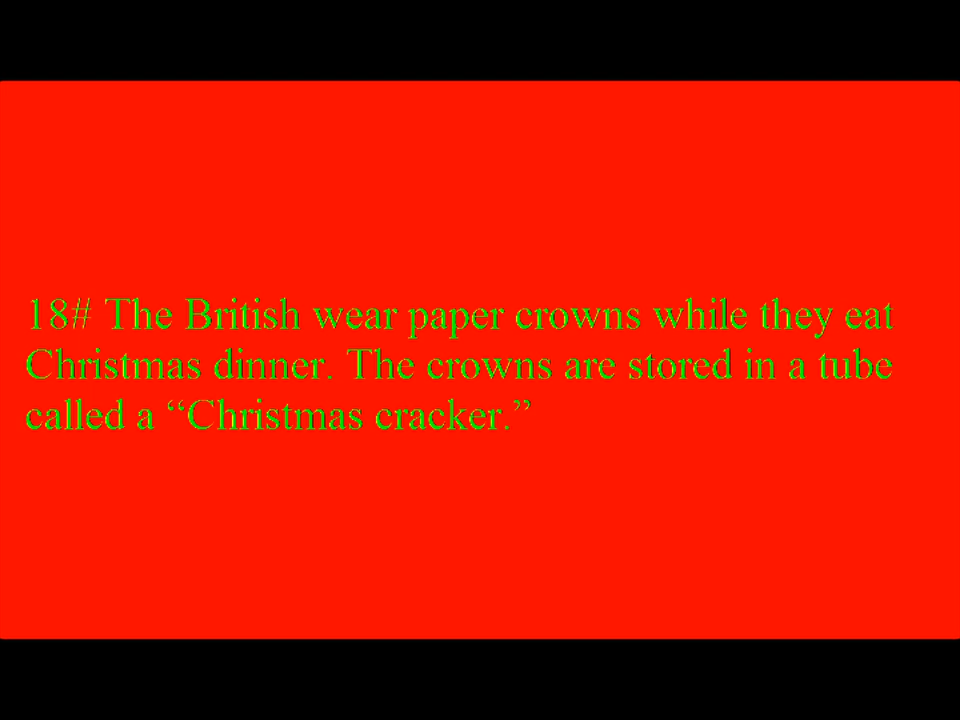 18# The British wear paper crowns while they eat
Christmas dinner. The crowns are stored in a tube
called a “Christmas cracker.”